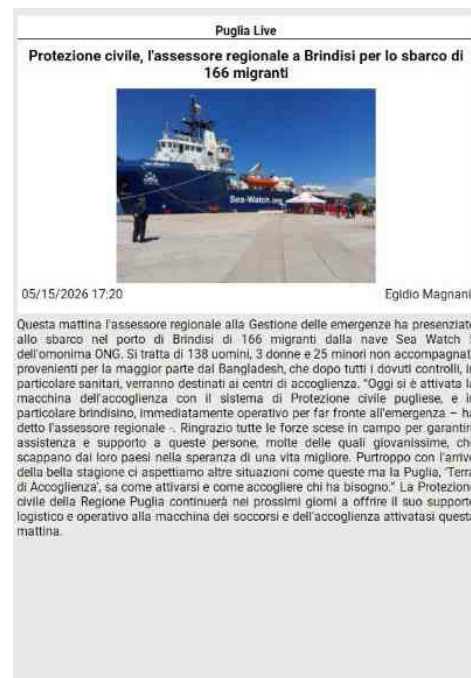 Puglia Live
Protezione civile, l'assessore regionale a Brindisi per lo sbarco di
166 migranti
Sea-Watch.org
05/15/2026 17:20
Egidio Magnani
Questa mattina l'assessore regionale alla Gestione delle emergenze ha presenziato
allo sbarco nel porto di Brindisi di 166 migranti dalla nave Sea Watch
dell'omonima ONG. Si tratta di 138 uomini, 3 donne e 25 minori non accompagnat
provenienti per la maggior parte dal Bangladesh, che dopo tutti i dovuti controlli, i
particolare sanitari, verranno destinati ai centri di accoglienza. "Oggi si è attivata la
macchina dell'accoglienza con il sistema di Protezione civile pugliese, e i
particolare brindisino, immediatamente operativo per far fronte all'emergenza – ha
detto l'assessore regionale -. Ringrazio tutte le forze scese in campo per garantire
assistenza e supporto a queste persone, molte delle quali giovanissime, che
scappano dai loro paesi nella speranza di una vita migliore. Purtroppo con l'arrivo
della bella stagione ci aspettiamo altre situazioni come queste ma la Puglia, 'Terra
di Accoglienza', sa come attivarsi e come accogliere chi ha bisogno." La Protezione
civile della Regione Puglia continuerà nei prossimi giorni a offrire il suo supporto
logistico e operativo alla macchina dei soccorsi e dell'accoglienza attivatasi questa
mattina.